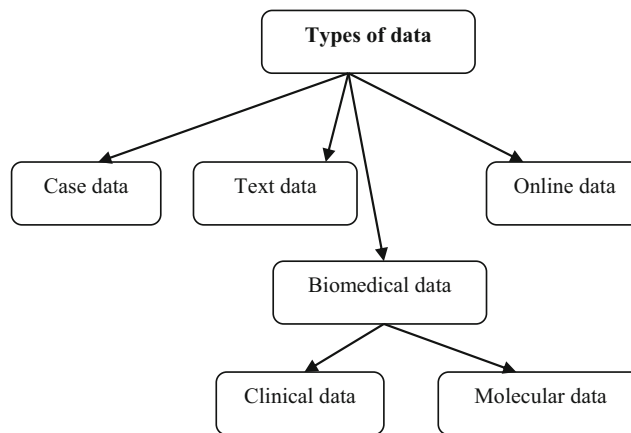 Types of data
Case data
Text data
Online data
Biomedical data
Clinical data
Molecular data